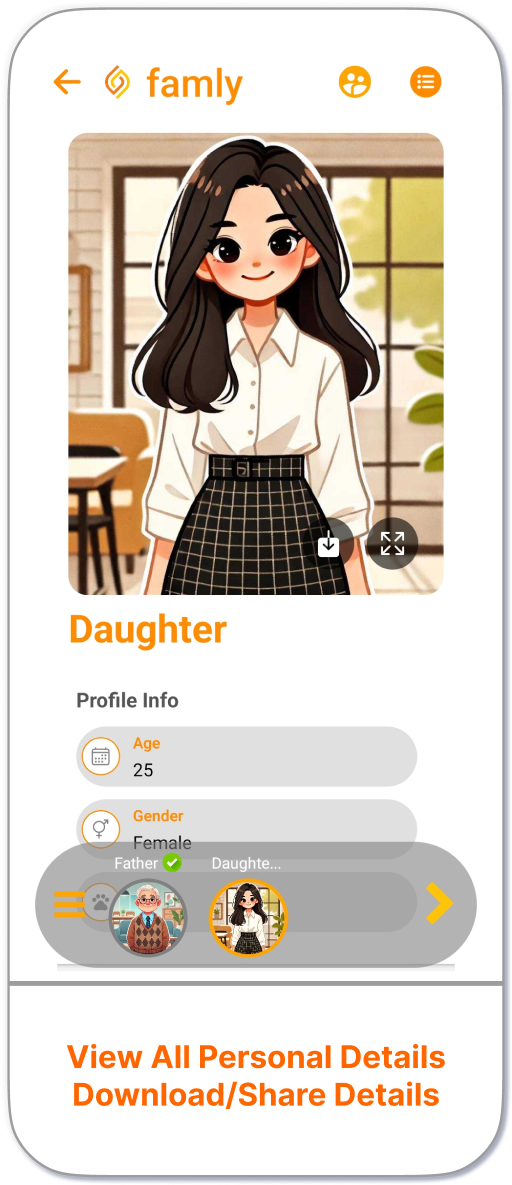 famly
Daughter
Profile Info
Age
25
Gender
Female
Father Daughte...
View All Personal Details
Download/Share Details